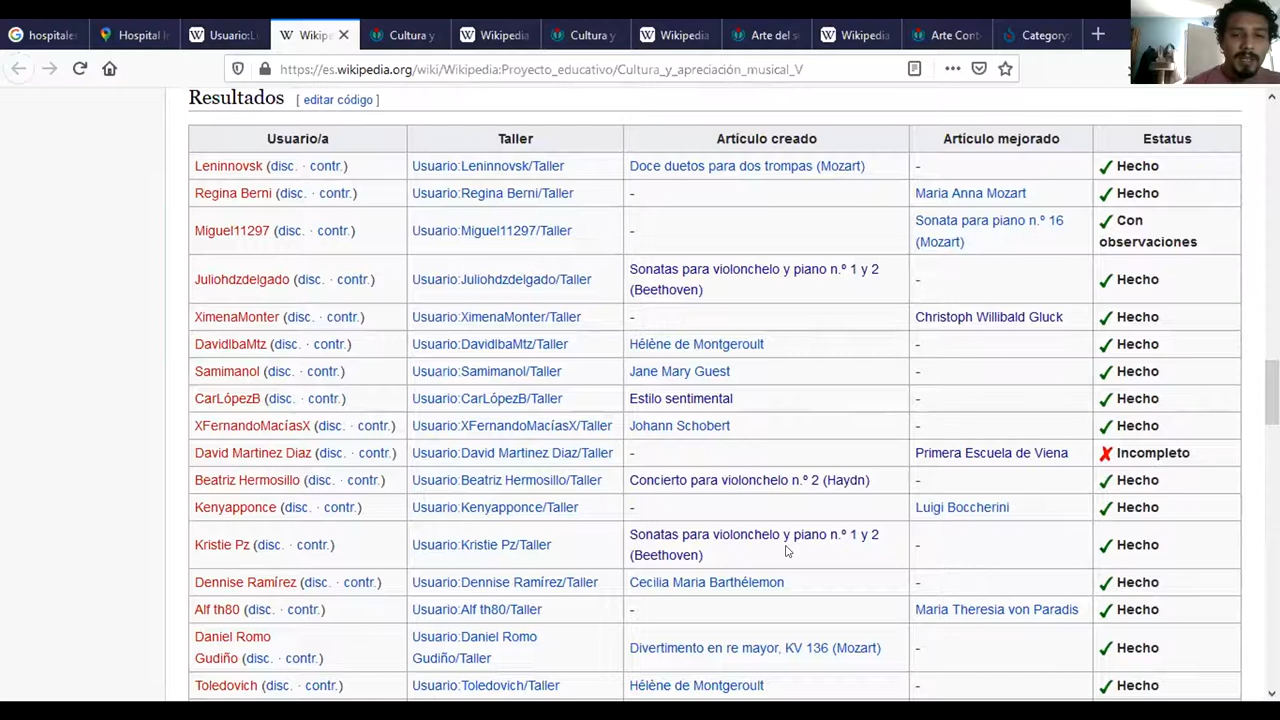 hospitale
Hospital In
Usuario:Lu
Wikipe
Cultura y
Wikipedia
Cultura y
Wikipedia
Arte del s
Wikipedia
Arte Cont
Category:
https://es.wikipedia.org/wiki/Wikipedia:Proyecto_educativo/Cultura_y_apreciación_musical_V
Resultados [ editar código ]
Usuario/a Taller Artículo creado Artículo mejorado Estatus
Leninnovsk (disc. · contr.) Usuario:Leninnovsk/Taller Doce duetos para dos trompas (Mozart) - Hecho
Regina Berni (disc. · contr.) Usuario:Regina Berni/Taller - Maria Anna Mozart Hecho
Miguel11297 (disc. · contr.) Usuario:Miguel11297/Taller - Sonata para piano n.º 16 Con
(Mozart) observaciones
Juliohdzdelgado (disc. · contr.) Usuario:Juliohdzdelgado/Taller Sonatas para violonchelo y piano n.º 1 y 2 - Hecho
(Beethoven)
XimenaMonter (disc. · contr.) Usuario:XimenaMonter/Taller - Christoph Willibald Gluck Hecho
DavidIbaMtz (disc. · contr.) Usuario:DavidIbaMtz/Taller Hélène de Montgeroult - Hecho
Samimanol (disc. · contr.) Usuario:Samimanol/Taller Jane Mary Guest - Hecho
CarLópezB (disc. · contr.) Usuario:CarLópezB/Taller Estilo sentimental - Hecho
XFernandoMacíasX (disc. · contr.) Usuario:XFernandoMacíasX/Taller Johann Schobert - Hecho
David Martinez Diaz (disc. · contr.) Usuario:David Martinez Diaz/Taller - Primera Escuela de Viena Incompleto
Beatriz Hermosillo (disc. · contr.) Usuario:Beatriz Hermosillo/Taller Concierto para violonchelo n.º 2 (Haydn) - Hecho
Kenyapponce (disc. · contr.) Usuario:Kenyapponce/Taller - Luigi Boccherini Hecho
Kristie Pz (disc. · contr.) Usuario:Kristie Pz/Taller Sonatas para violonchelo y piano n.º 1 y 2 - Hecho
(Beethoven)
Dennise Ramírez (disc. · contr.) Usuario:Dennise Ramírez/Taller Cecilia Maria Barthélemon - Hecho
Alf th80 (disc. · contr.) Usuario:Alf th80/Taller - Maria Theresia von Paradis Hecho
Daniel Romo Usuario:Daniel Romo Divertimento en re mayor, KV 136 (Mozart) - Hecho
Gudiño (disc. · contr.) Gudiño/Taller
Toledovich (disc. · contr.) Usuario:Toledovich/Taller Hélène de Montgeroult - Hecho